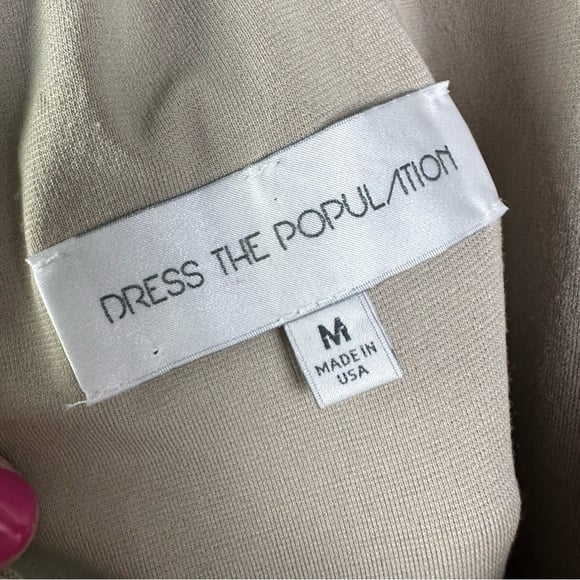 DRESS THE POPULATION
M
MADE IN
USA